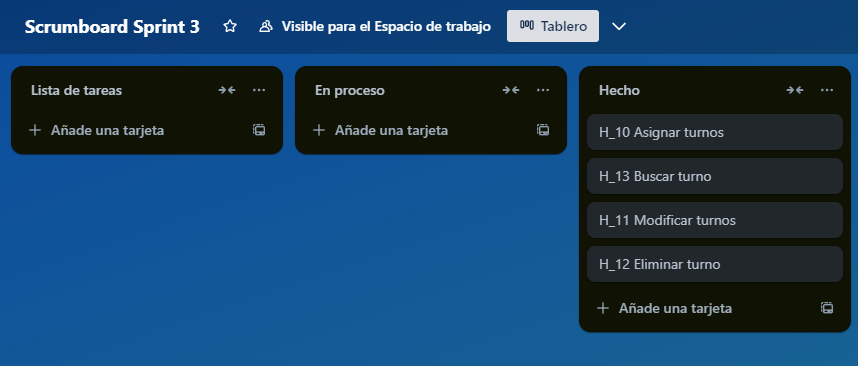 Scrumboard Sprint 3
Visible para el Espacio de trabajo
Tablero
Lista de tareas
Añade una tarjeta
En proceso
Añade una tarjeta
Hecho
H_10 Asignar turnos
H_13 Buscar turno
H_11 Modificar turnos
H_12 Eliminar turno
Añade una tarjeta